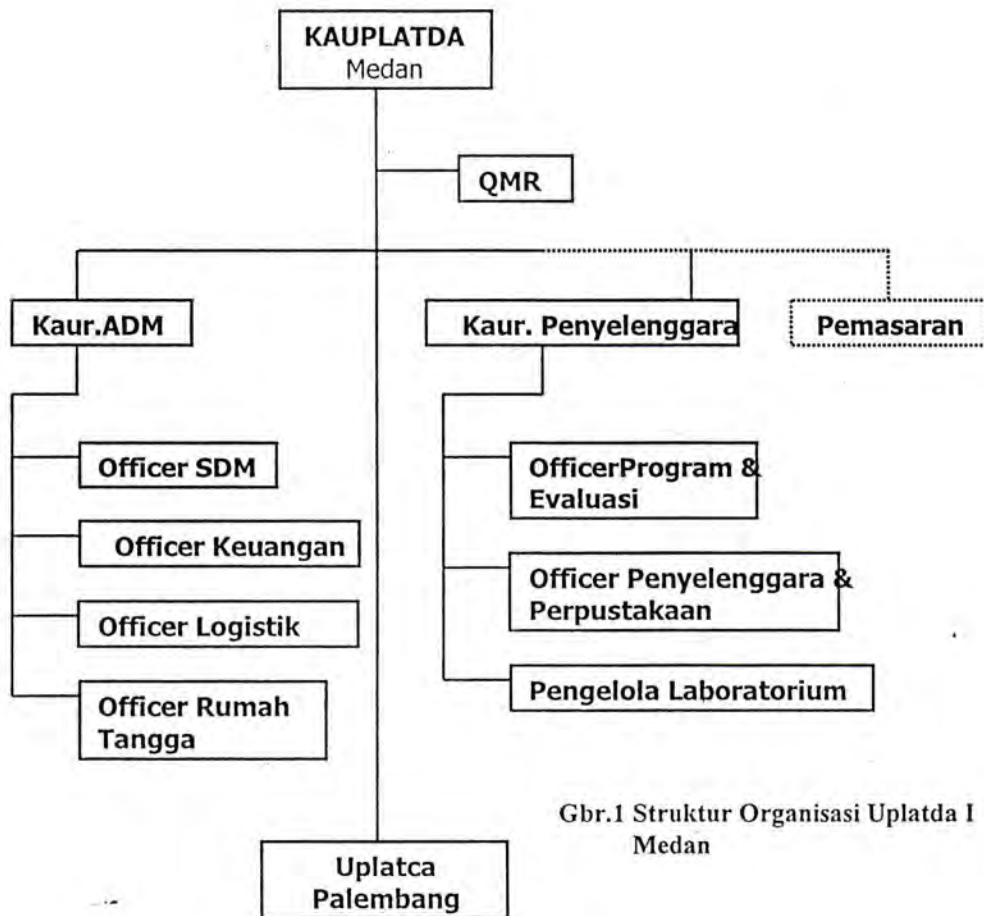 KAUPLATDA
Medan
QMR
Kaur.ADM
Kaur. Penyelenggara
Pemasaran
Officer SDM
Officer Keuangan
Officer Logistik
Officer Rumah
Tangga
OfficerProgram &
Evaluasi
Officer Penyelenggara &
Perpustakaan
Pengelola Laboratorium
Gbr.1 Struktur Organisasi Uplatda I
Medan
Uplatca
Palembang